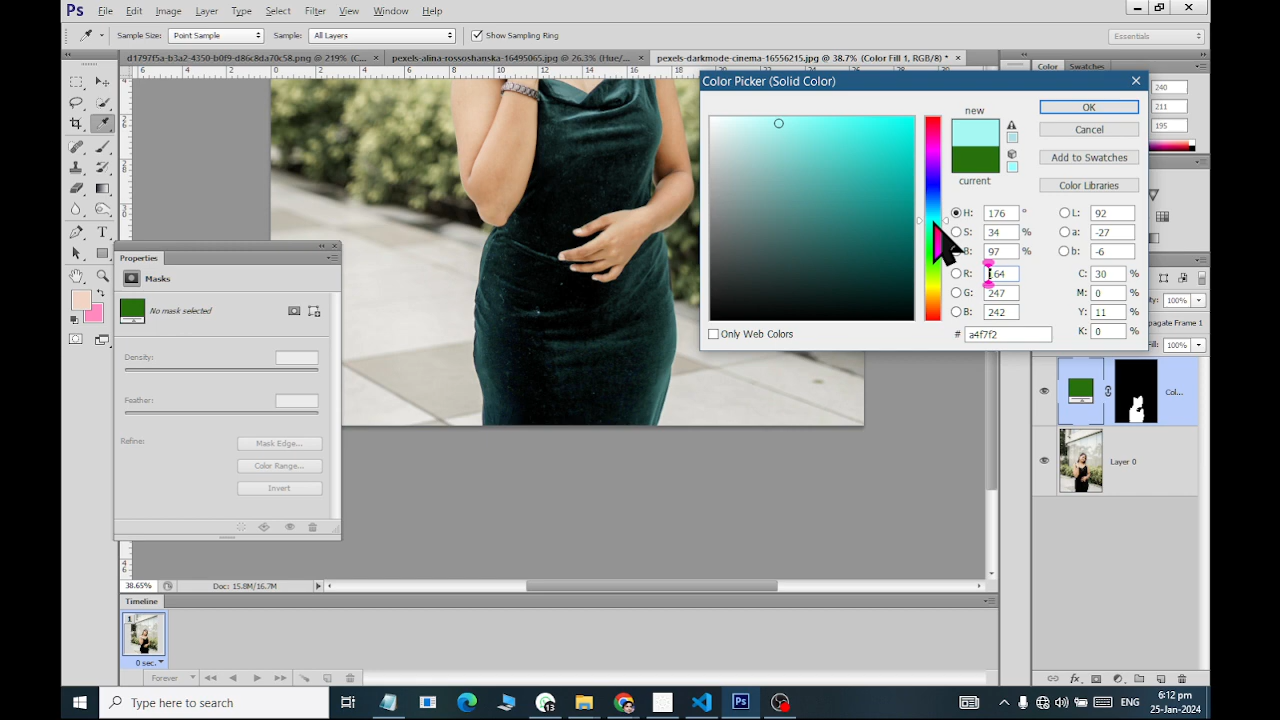 Ps File Edit Image Layer Type Select Filter View Window Help
Sample Size: Point Sample Sample: All Layers Show Sampling Ring Essentials
d1797f5a-b3a2-4350-b0f9-d86c8da70c58.png @ 219% (C... × pexels-alina-rossoshanska-16495065.jpg @ 26.3% (Hue/... × pexels-darkmode-cinema-16556215.jpg @ 38.7% (Color Fill 1, RGB/8) * ×
Color Swatches
240
211
195
Color Picker (Solid Color)
new
current
OK
Cancel
Add to Swatches
Color Libraries
H: 176 °
S: 34 %
B: 97 %
R: 164
G: 247
B: 242
L: 92
a: -27
b: -6
C: 30 %
M: 0 %
Y: 11 %
K: 0 %
Only Web Colors
# a4f7f2
Properties
Masks
No mask selected
Density:
Feather:
Refine:
Mask Edge...
Color Range...
Invert
100%
Propagate Frame 1
Fill: 100%
Col...
Layer 0
38.65% Doc: 15.8M/16.7M
Timeline
1
0 sec.
Forever
Type here to search
13
Ps
ENG
6:12 pm
25-Jan-2024